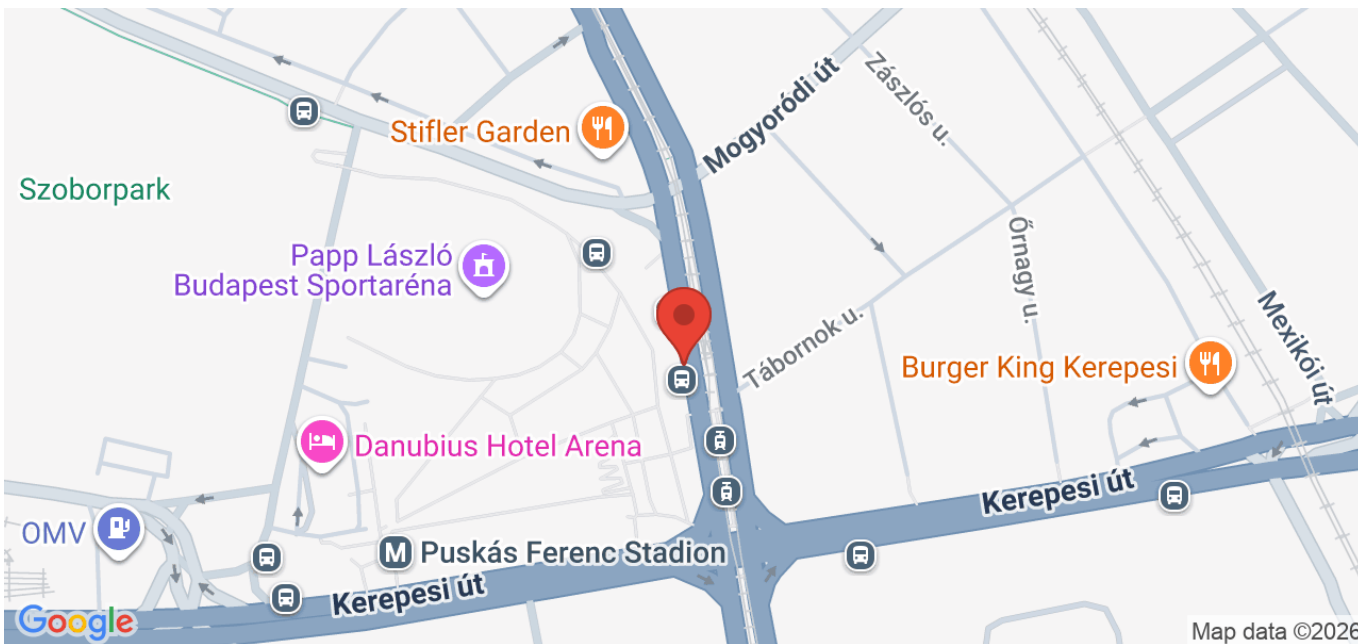 Mogyoródi út
Zászlós u.
Stifler Garden
Szoborpark
Papp László
Budapest Sportaréna
Őrnagy u.
Mexikói út
Tábornok u.
Burger King Kerepesi
Danubius Hotel Arena
Kerepesi út
OMV
M Puskás Ferenc Stadion
Kerepesi út
Google
Map data ©2026